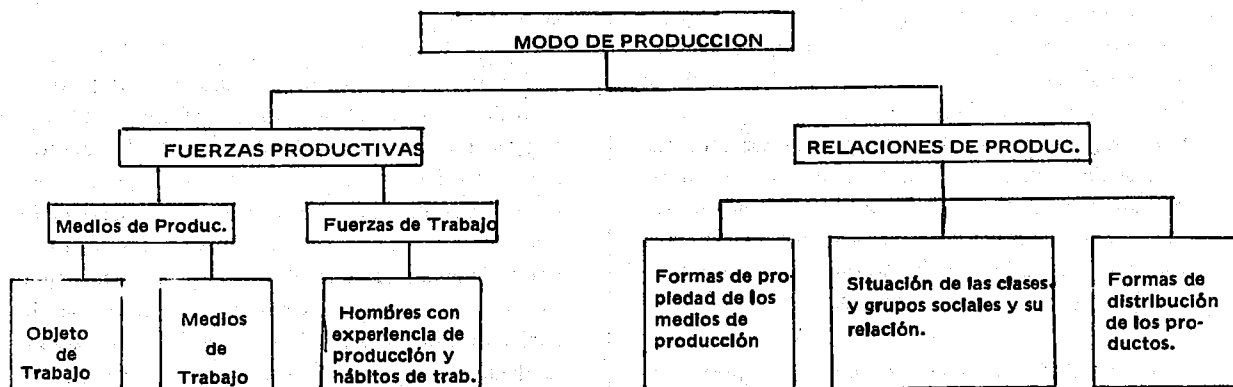 MODO DE PRODUCCION
FUERZAS PRODUCTIVAS
RELACIONES DE PRODUC.
Medios de Produc.
Fuerzas de Trabajo
Objeto
de
Trabajo
Medios
de
Trabajo
Hombres con
experiencia de
producción y
hábitos de trab.
Formas de pro-
piedad de los
medios de
producción
Situación de las clases
y grupos sociales y su
relación.
Formas de
distribución
de los pro-
ductos.